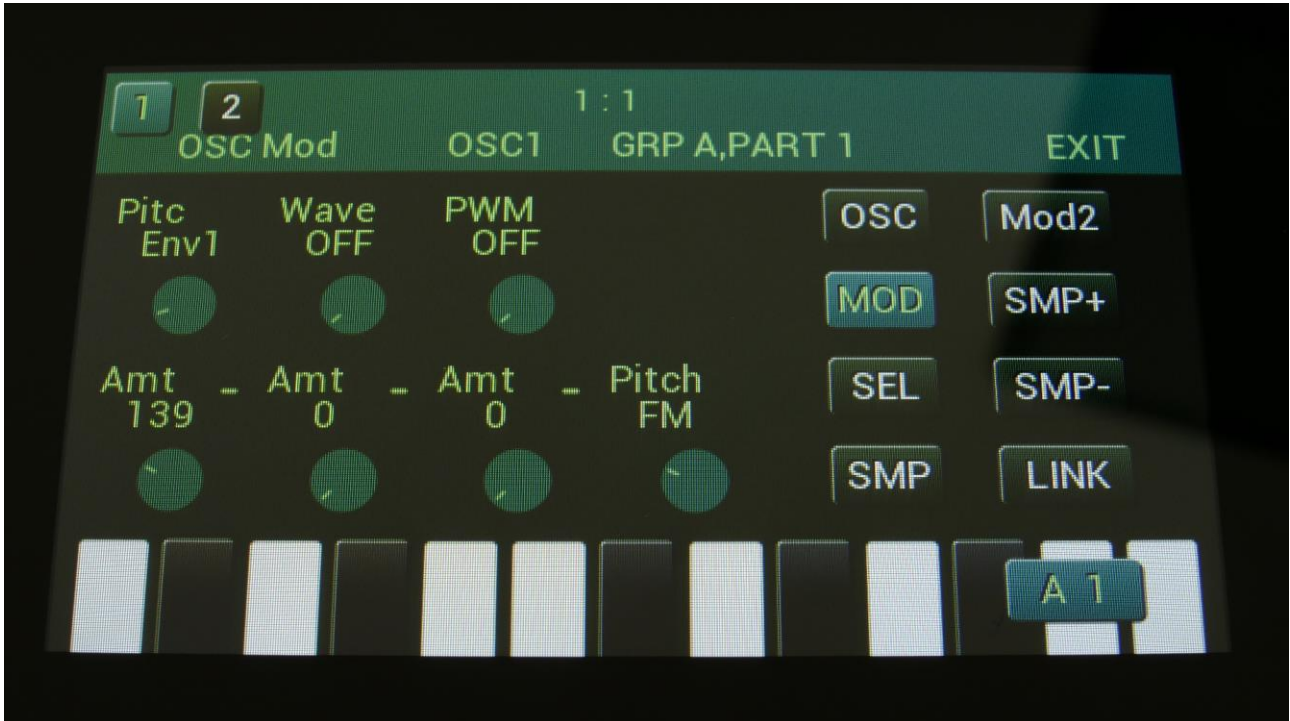 1 2 1 : 1
OSC Mod OSC1 GRP A,PART 1 EXIT
Pitc Wave PWM OSC Mod2
Env1 OFF OFF
MOD SMP+
Amt - Amt - Amt - Pitch SEL SMP-
139 0 0 FM
SMP LINK
A 1